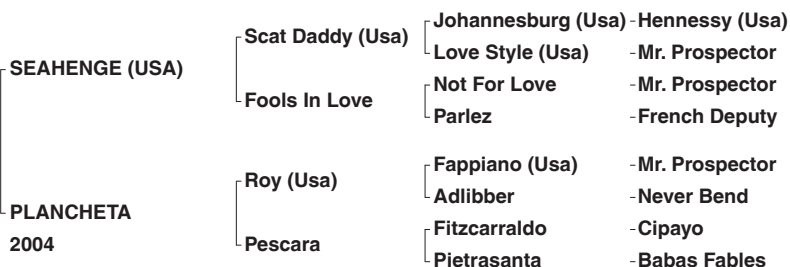 Johannesburg (Usa) - Hennessy (Usa)
Scat Daddy (Usa)
Love Style (Usa) - Mr. Prospector
SEAHENGE (USA)
Not For Love - Mr. Prospector
Fools In Love
Parlez - French Deputy
Fappiano (Usa) - Mr. Prospector
Roy (Usa)
Adlibber - Never Bend
PLANCHETA
Fitzcarraldo - Cipayo
2004
Pescara
Pietrasanta - Babas Fables